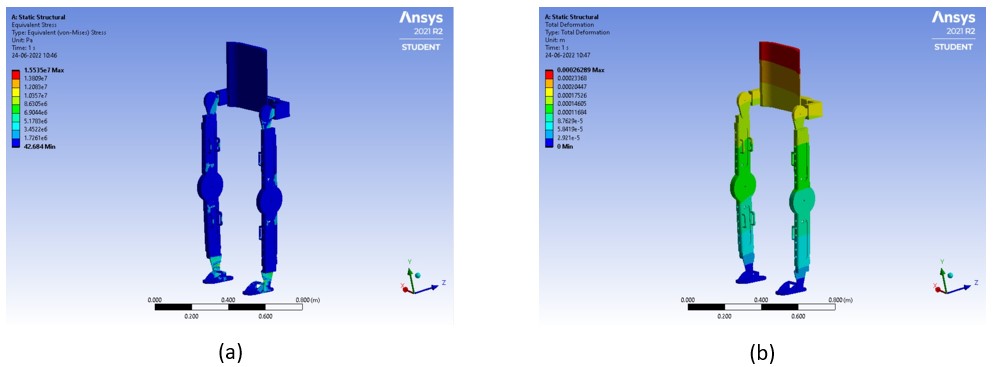 A: Static Structural
Equivalent Stress
Type: Equivalent (von-Mises) Stress
Unit: Pa
Time: 1 s
24-06-2022 10:46
1.5535e7 Max
1.3809e7
1.2083e7
1.0357e7
8.6305e6
6.9044e6
5.1783e6
3.4522e6
1.7261e6
42.684 Min
Ansys
2021 R2
STUDENT
Y
Z
X
0.000
0.400
0.800 (m)
0.200
0.600
(a)
A: Static Structural
Total Deformation
Type: Total Deformation
Unit: m
Time: 1 s
24-06-2022 10:47
0.00026289 Max
0.00023368
0.00020447
0.00017526
0.00014605
0.00011684
8.7629e-5
5.8419e-5
2.921e-5
0 Min
Ansys
2021 R2
STUDENT
Y
Z
X
0.000
0.400
0.800 (m)
0.200
0.600
(b)